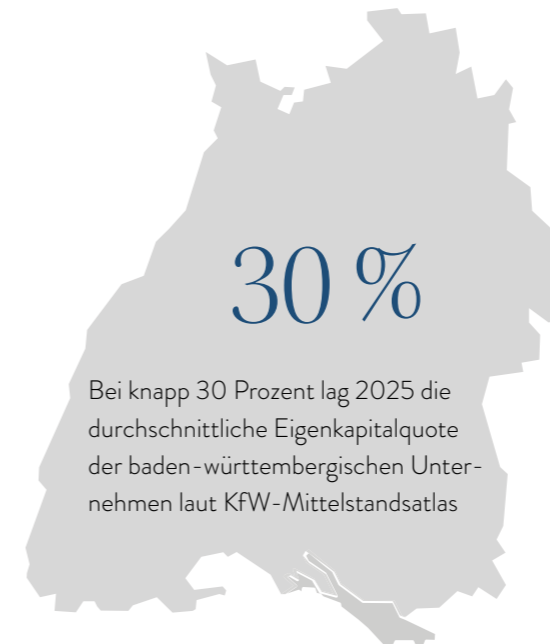 30 %
Bei knapp 30 Prozent lag 2025 die
durchschnittliche Eigenkapitalquote
der baden-württembergischen Unter-
nehmen laut KfW-Mittelstandsatlas